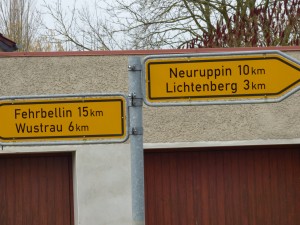 Neuruppin 10km
Lichtenberg 3km
Fehrbellin 15km
Wustrau 6km